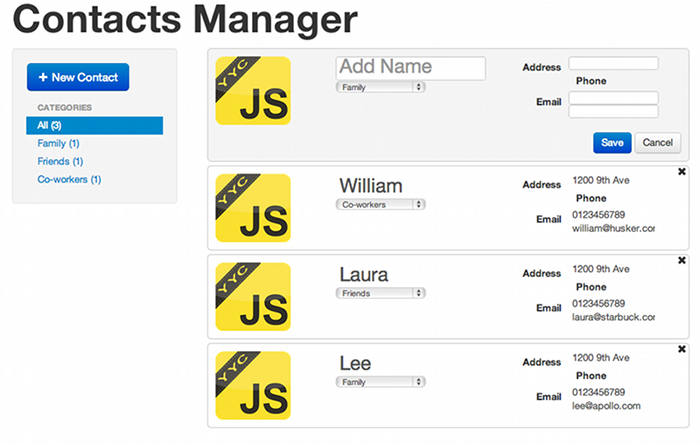 Contacts Manager
+ New Contact
CATEGORIES
All (3)
Family (1)
Friends (1)
Co-workers (1)
YYC
JS
Add Name
Family
Address
Phone
Email
Save
Cancel
YYC
JS
William
Co-workers
Address
1200 9th Ave
Phone
0123456789
Email
william@husker.cor
YYC
JS
Laura
Friends
Address
1200 9th Ave
Phone
0123456789
Email
laura@starbuck.cor
YYC
JS
Lee
Family
Address
1200 9th Ave
Phone
0123456789
Email
lee@apollo.com